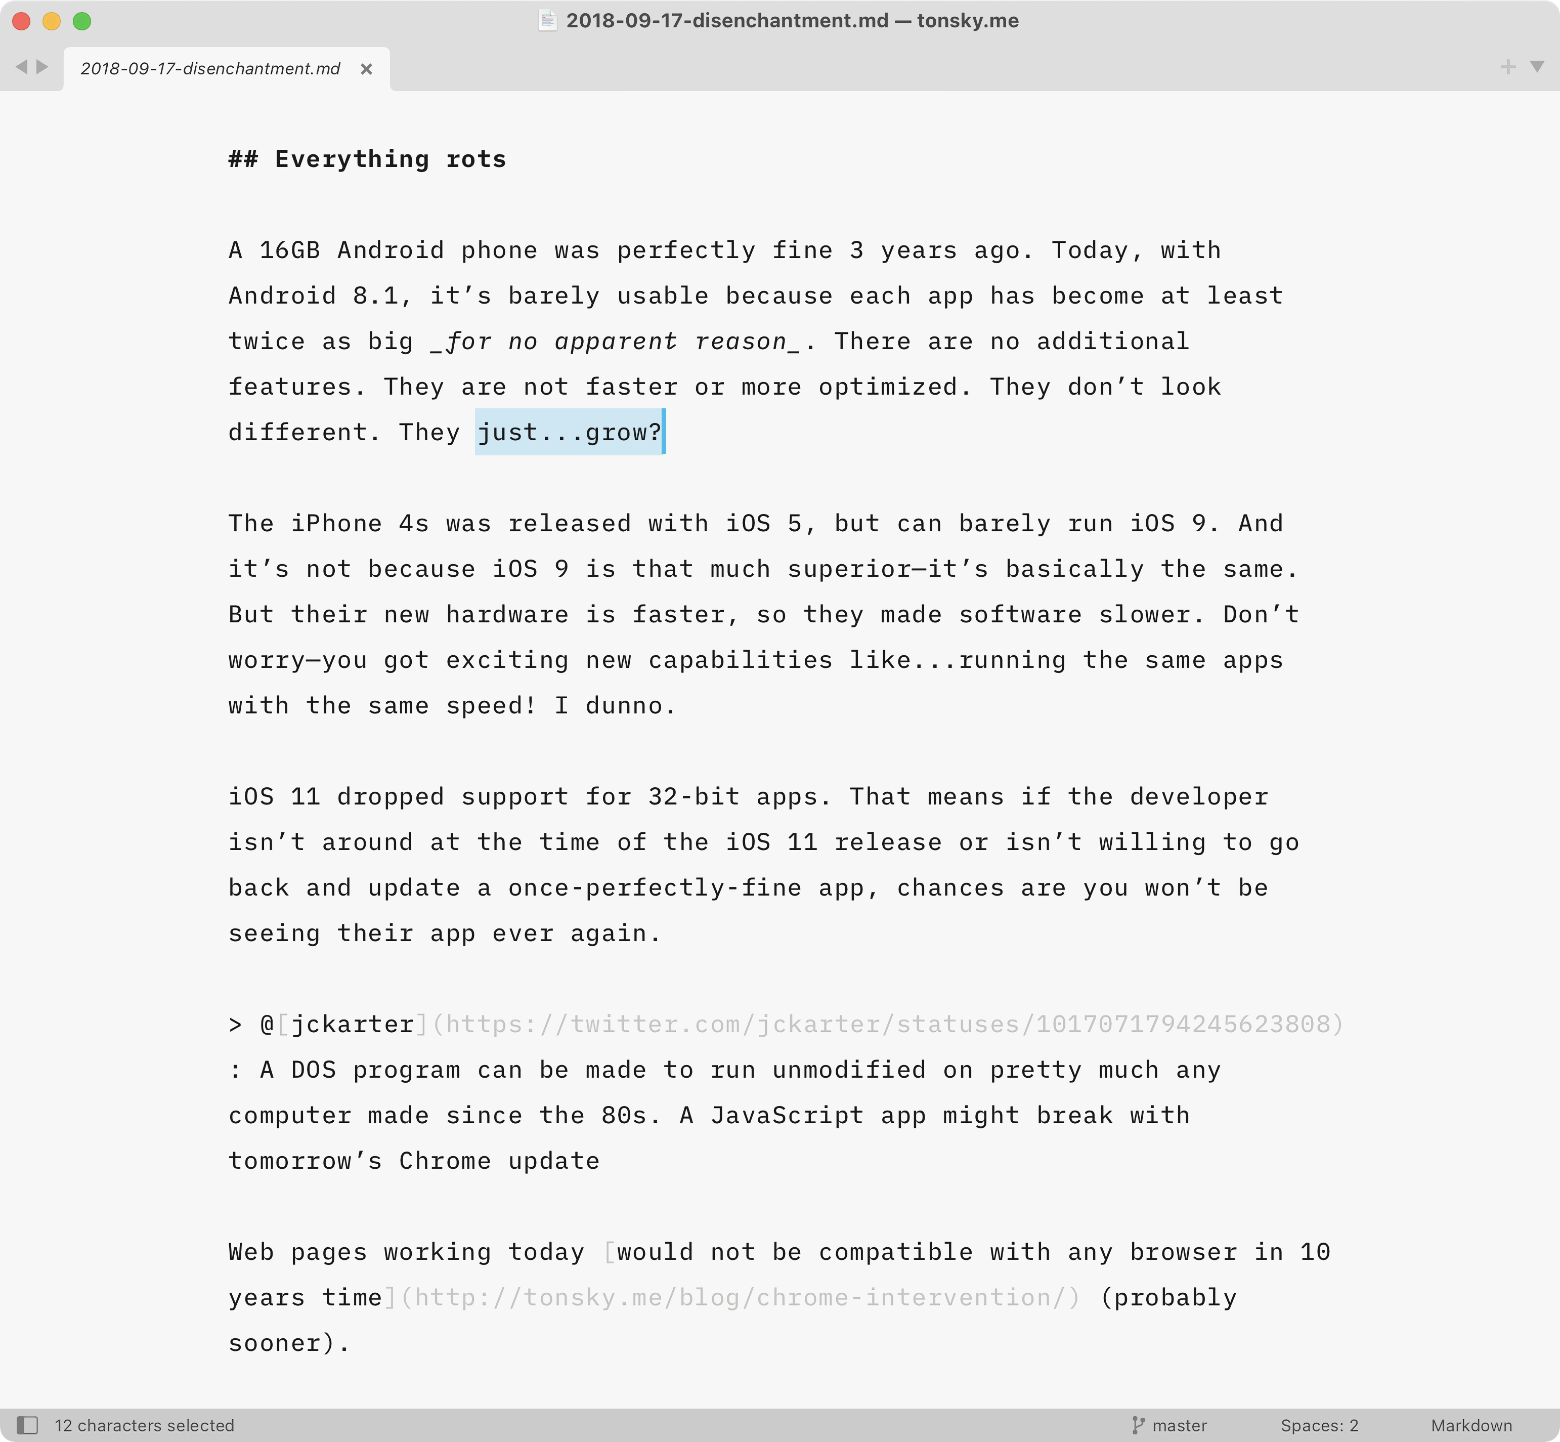 2018-09-17-disenchantment.md — tonsky.me
2018-09-17-disenchantment.md
## Everything rots
A 16GB Android phone was perfectly fine 3 years ago. Today, with
Android 8.1, it’s barely usable because each app has become at least
twice as big _for no apparent reason_. There are no additional
features. They are not faster or more optimized. They don’t look
different. They just...grow?
The iPhone 4s was released with iOS 5, but can barely run iOS 9. And
it’s not because iOS 9 is that much superior—it’s basically the same.
But their new hardware is faster, so they made software slower. Don’t
worry—you got exciting new capabilities like...running the same apps
with the same speed! I dunno.
iOS 11 dropped support for 32-bit apps. That means if the developer
isn’t around at the time of the iOS 11 release or isn’t willing to go
back and update a once-perfectly-fine app, chances are you won’t be
seeing their app ever again.
> @[jckarter](https://twitter.com/jckarter/statuses/1017071794245623808)
: A DOS program can be made to run unmodified on pretty much any
computer made since the 80s. A JavaScript app might break with
tomorrow’s Chrome update
Web pages working today [would not be compatible with any browser in 10
years time](http://tonsky.me/blog/chrome-intervention/) (probably
sooner).
12 characters selected
master
Spaces: 2
Markdown